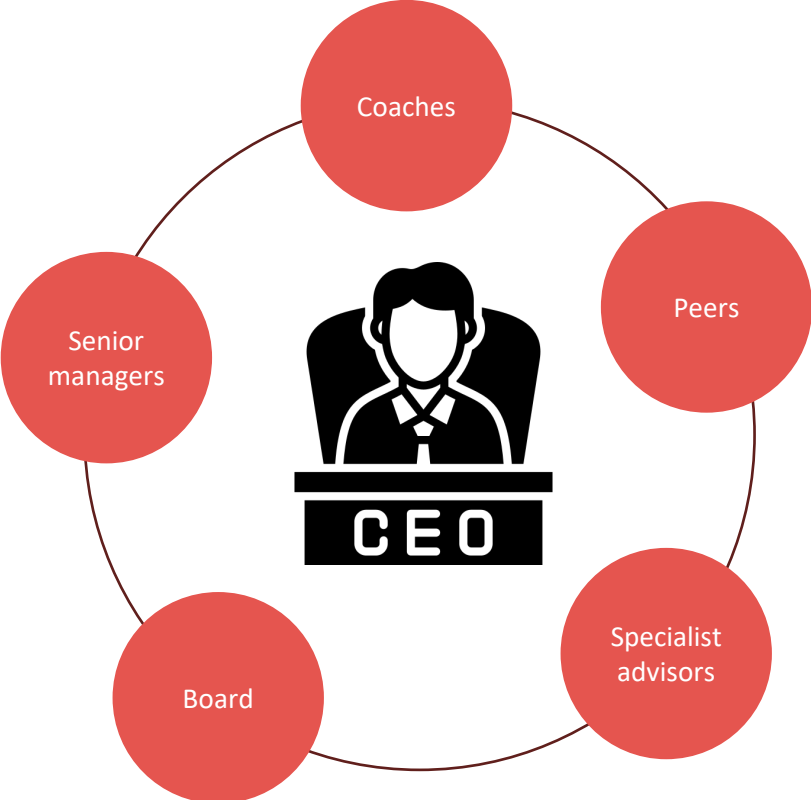 Coaches
Peers
Senior
managers
CEO
Specialist
advisors
Board